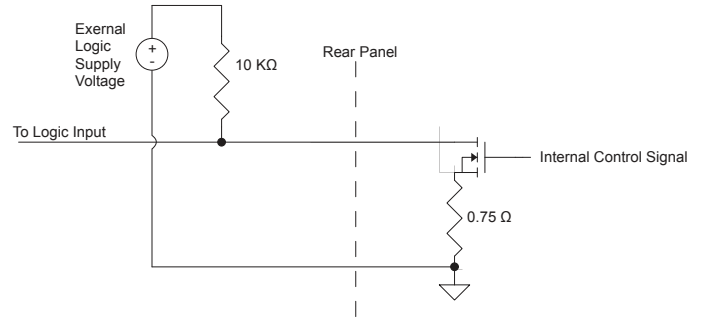 Exernal
Logic
Supply
Voltage
+
-
10 KΩ
Rear Panel
To Logic Input
Internal Control Signal
0.75 Ω